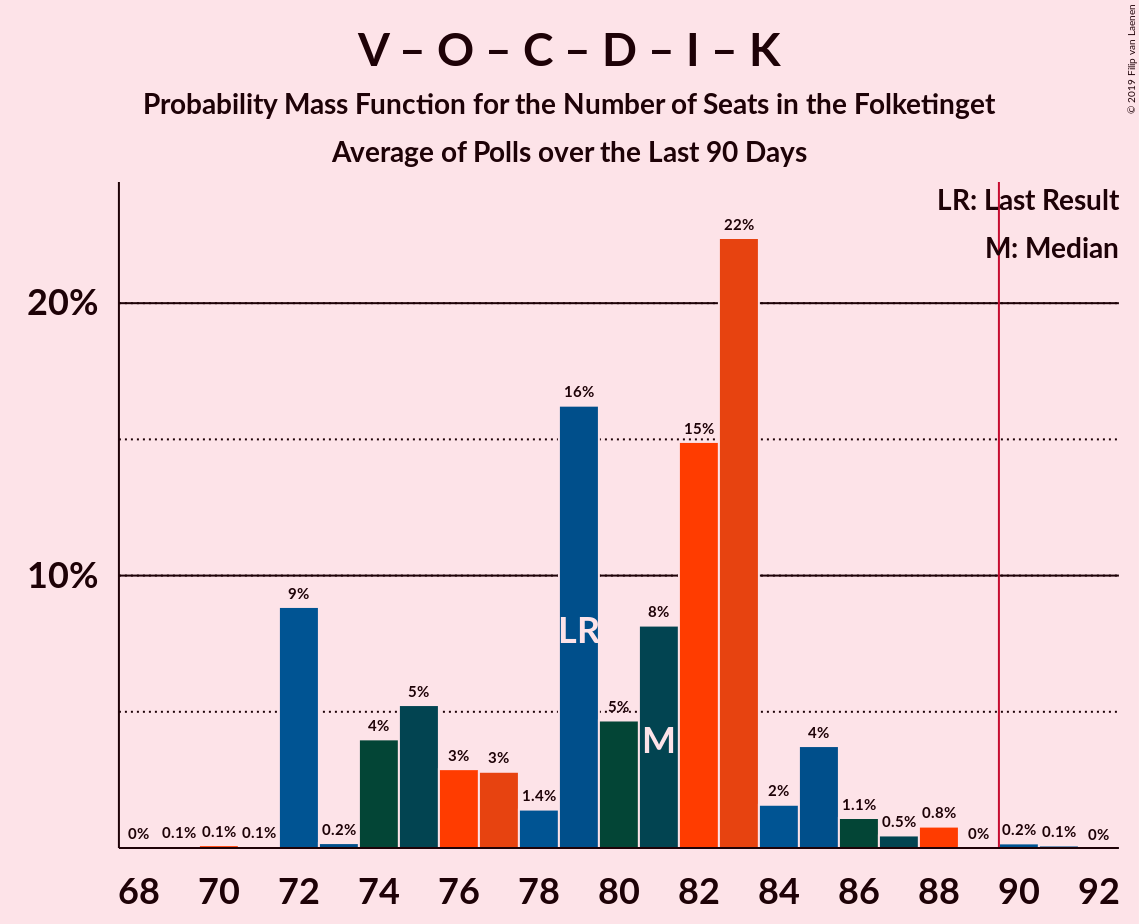 V – O – C – D – I – K
Probability Mass Function for the Number of Seats in the Folketinget
Average of Polls over the Last 90 Days
© 2019 Filip van Laenen
LR: Last Result
M: Median
22%
20%
16%
15%
10%
9%
8%
LR
5%
5%
4%
M
4%
3%
3%
2%
1.4%
1.1%
0.8%
0.5%
0% 0.1% 0.1% 0.1% 0.2% 0% 0.2% 0.1% 0%
68 70 72 74 76 78 80 82 84 86 88 90 92